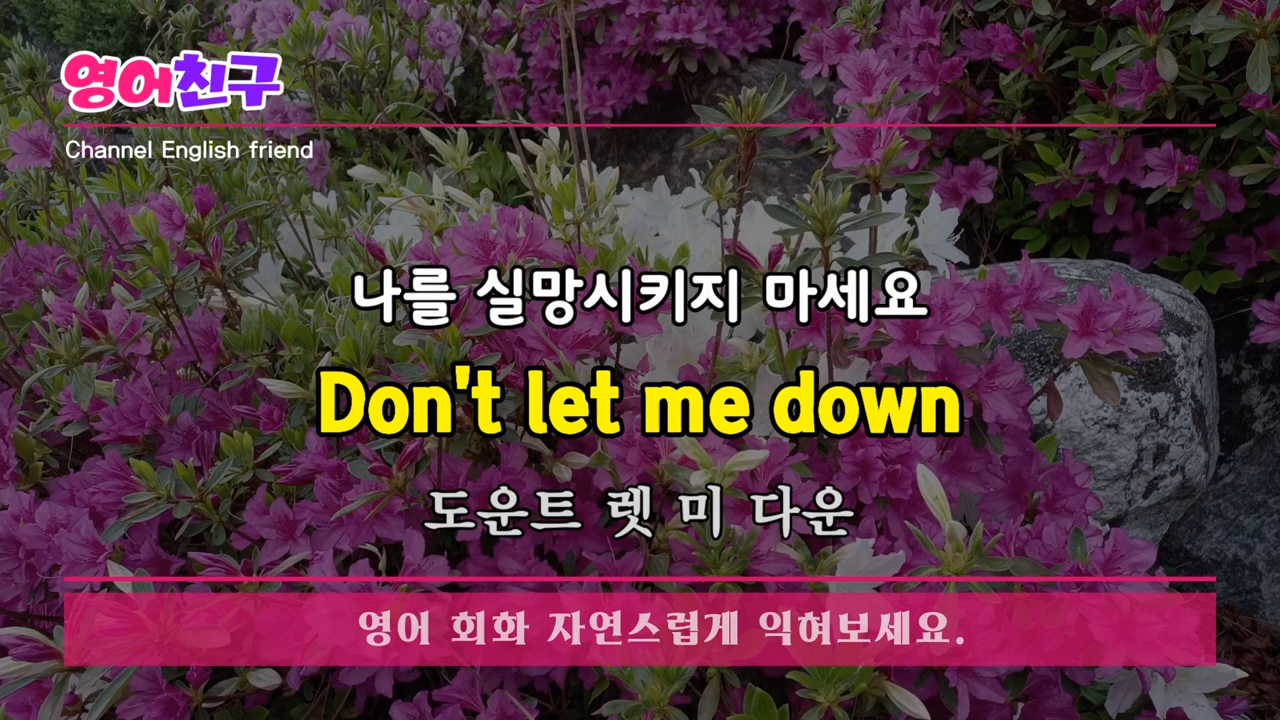 영어친구
Channel English friend
나를 실망시키지 마세요
Don't let me down
도운트 렛 미 다운
영어 회화 자연스럽게 익혀보세요.